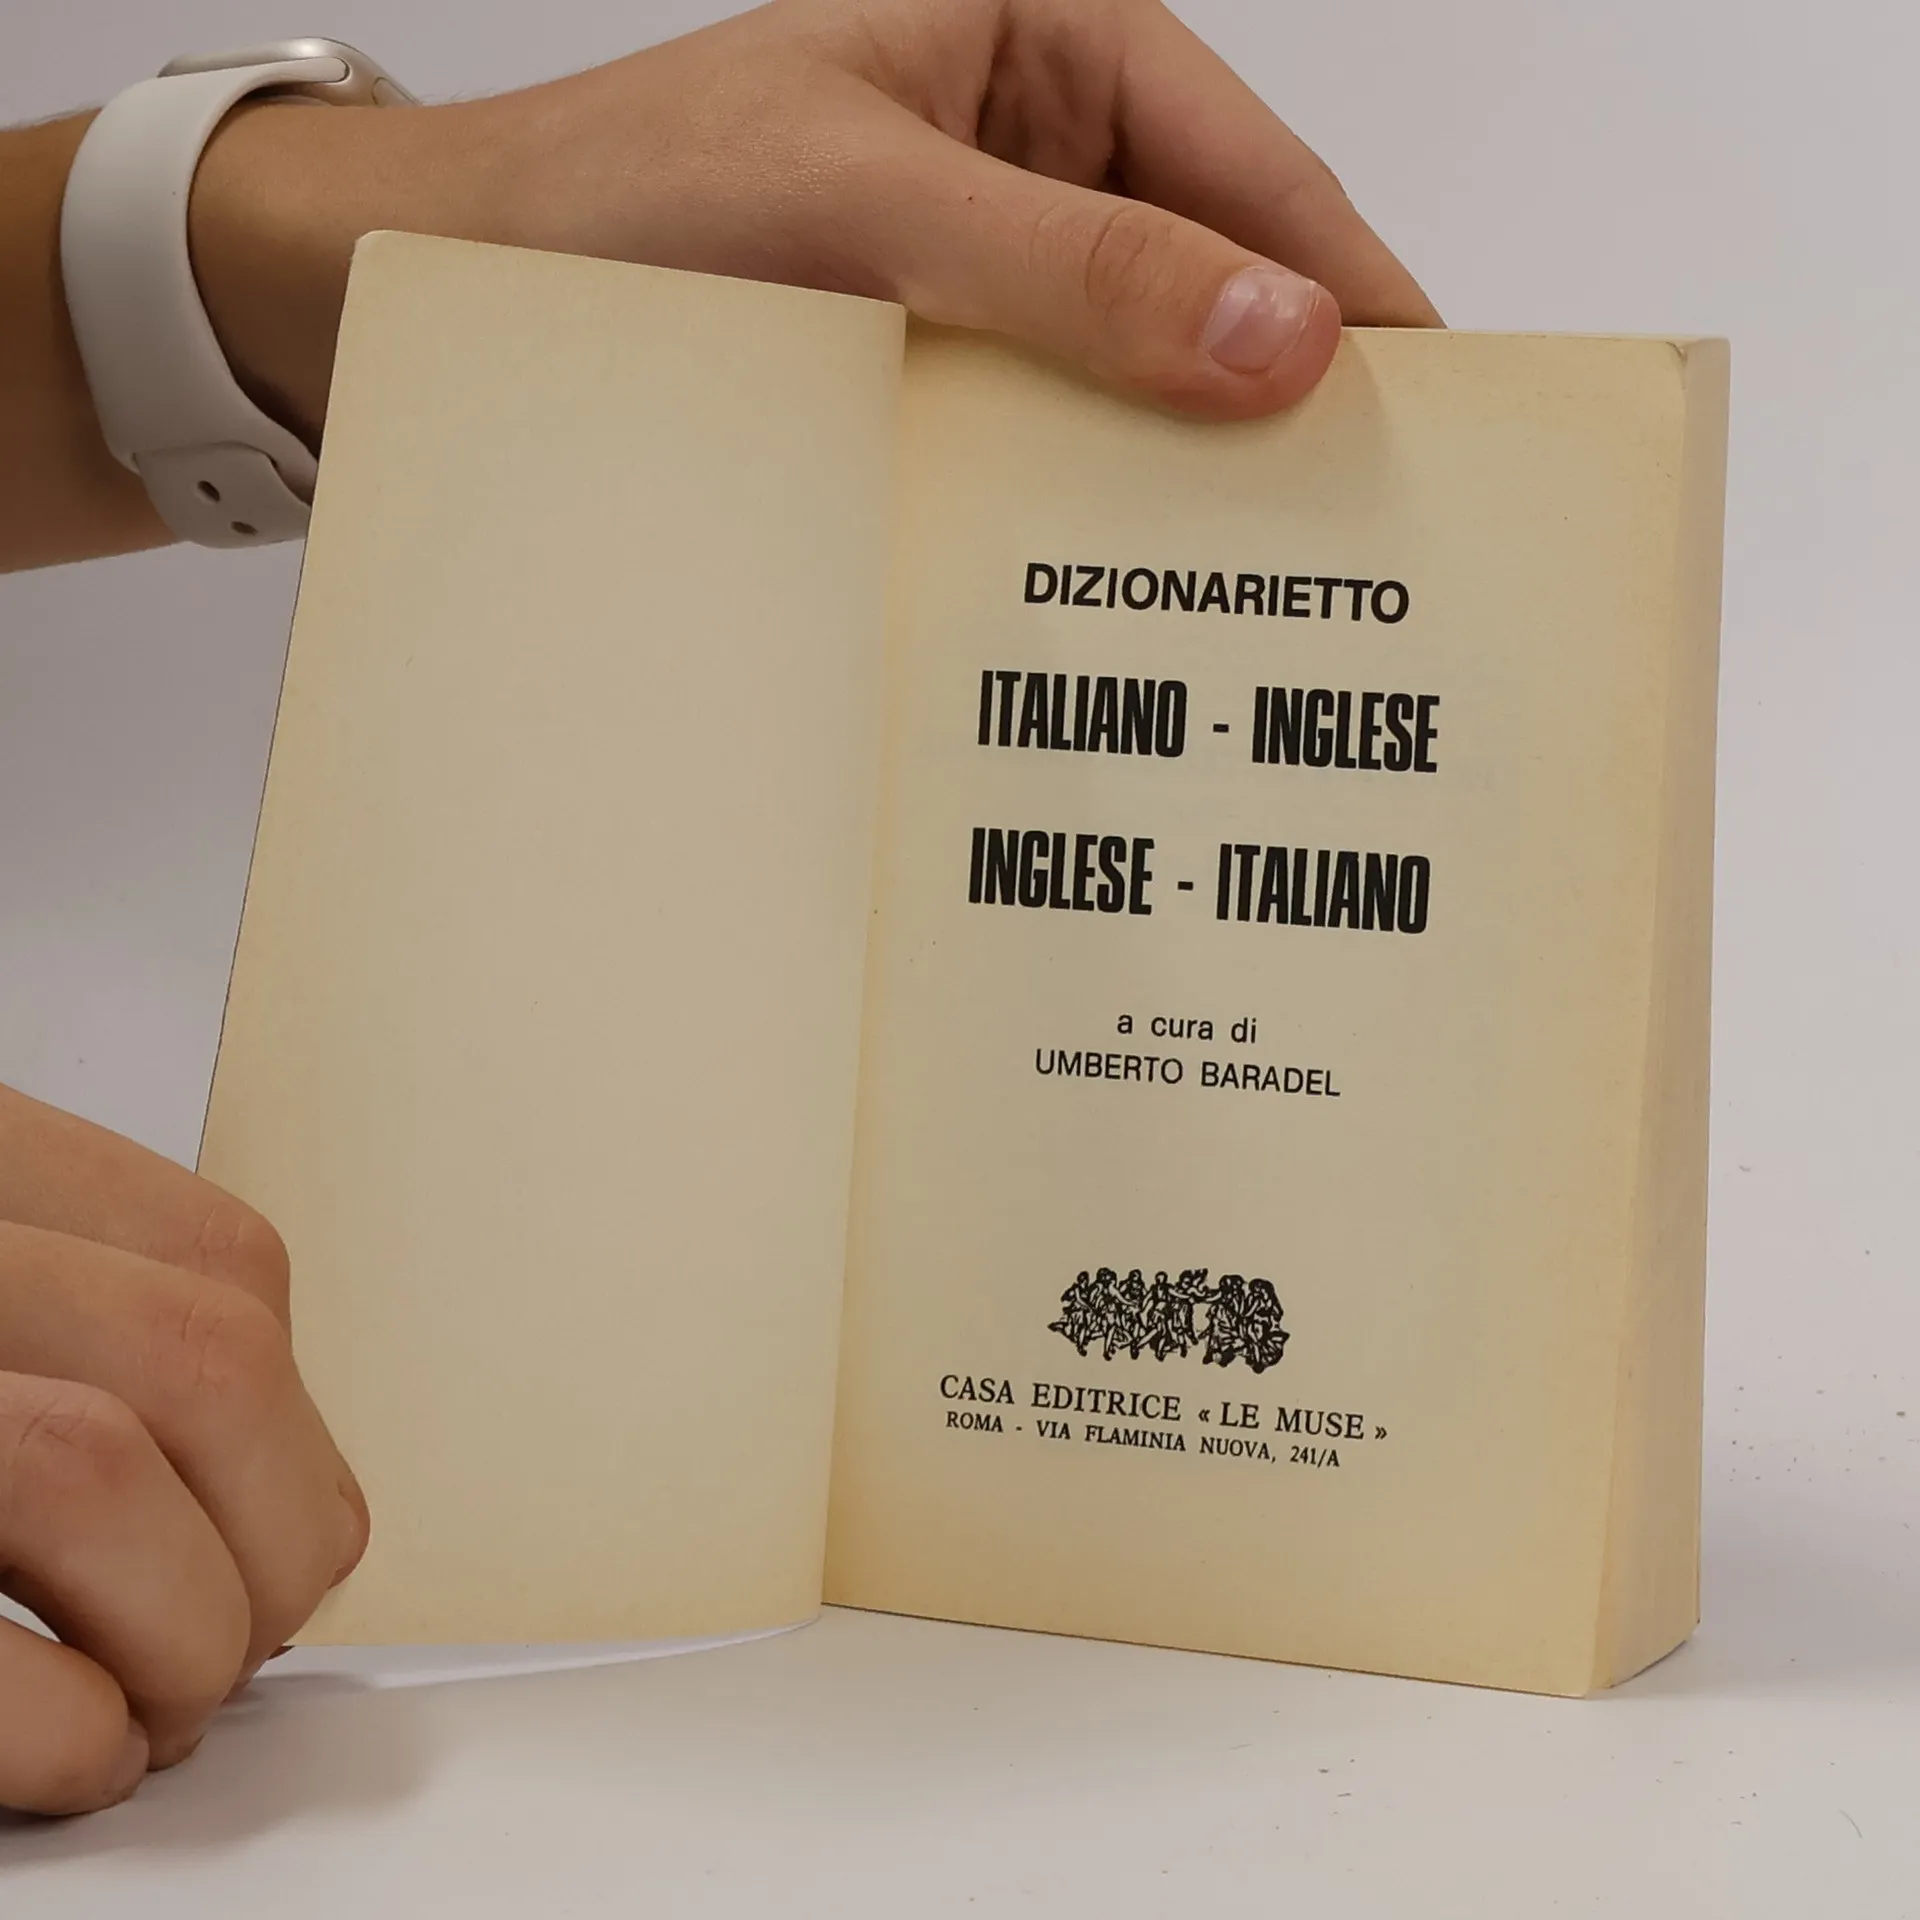 DIZIONARIETTO
ITALIANO - INGLESE
INGLESE - ITALIANO
a cura di
UMBERTO BARADEL
CASA EDITRICE « LE MUSE »
ROMA - VIA FLAMINIA NUOVA, 241/A